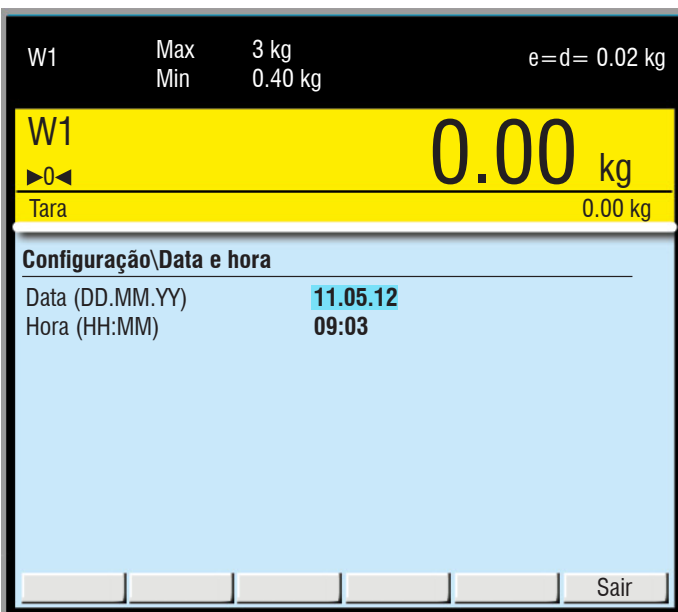 W1 Max 3 kg e=d= 0.02 kg
Min 0.40 kg
W1 0.00 kg
►0◄
Tara 0.00 kg
Configuração\Data e hora
Data (DD.MM.YY) 11.05.12
Hora (HH:MM) 09:03
Sair